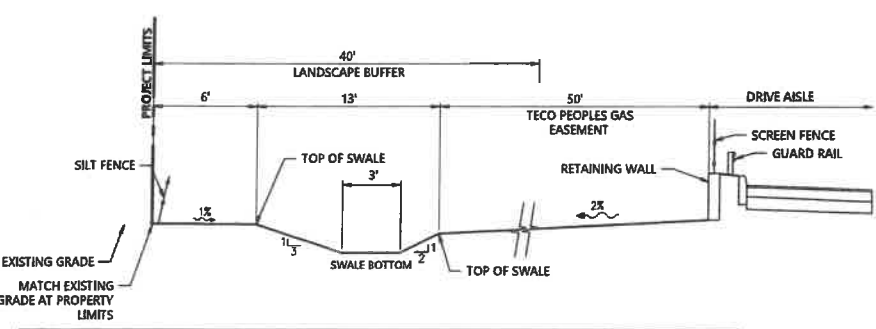 PROJECT LIMITS
40'
LANDSCAPE BUFFER
6'
13'
50'
TECO PEOPLES GAS
EASEMENT
DRIVE AISLE
SCREEN FENCE
GUARD RAIL
SILT FENCE
TOP OF SWALE
RETAINING WALL
3'
1%
2%
1
3
SWALE BOTTOM
2
1
TOP OF SWALE
EXISTING GRADE
MATCH EXISTING
GRADE AT PROPERTY
LIMITS